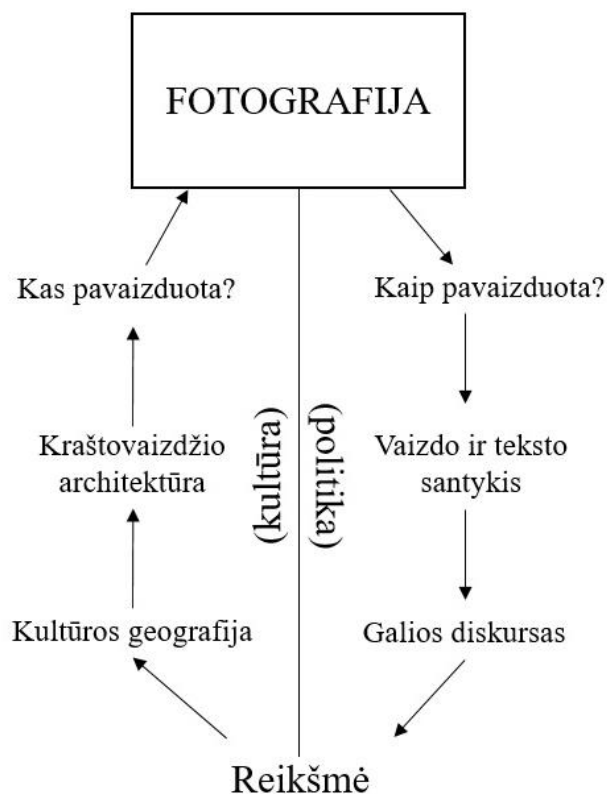 FOTOGRAFIJA
Kas pavaizduota?
Kaip pavaizduota?
Kraštovaizdžio
architektūra
(kultūra)
(politika)
Vaizdo ir teksto
santykis
Kultūros geografija
Galios diskursas
Reikšmė